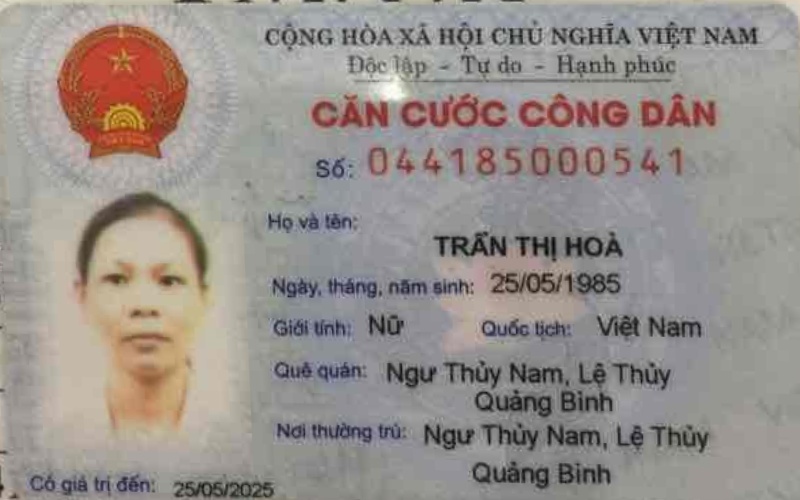 CỘNG HÒA XÃ HỘI CHỦ NGHĨA VIỆT NAM
Độc lập - Tự do - Hạnh phúc
CĂN CƯỚC CÔNG DÂN
Số: 044185000541
Họ và tên:
TRẦN THỊ HOÀ
Ngày, tháng, năm sinh: 25/05/1985
Giới tính: Nữ Quốc tịch: Việt Nam
Quê quán: Ngư Thủy Nam, Lệ Thủy
Quảng Bình
Nơi thường trú: Ngư Thủy Nam, Lệ Thủy
Quảng Bình
Có giá trị đến: 25/05/2025